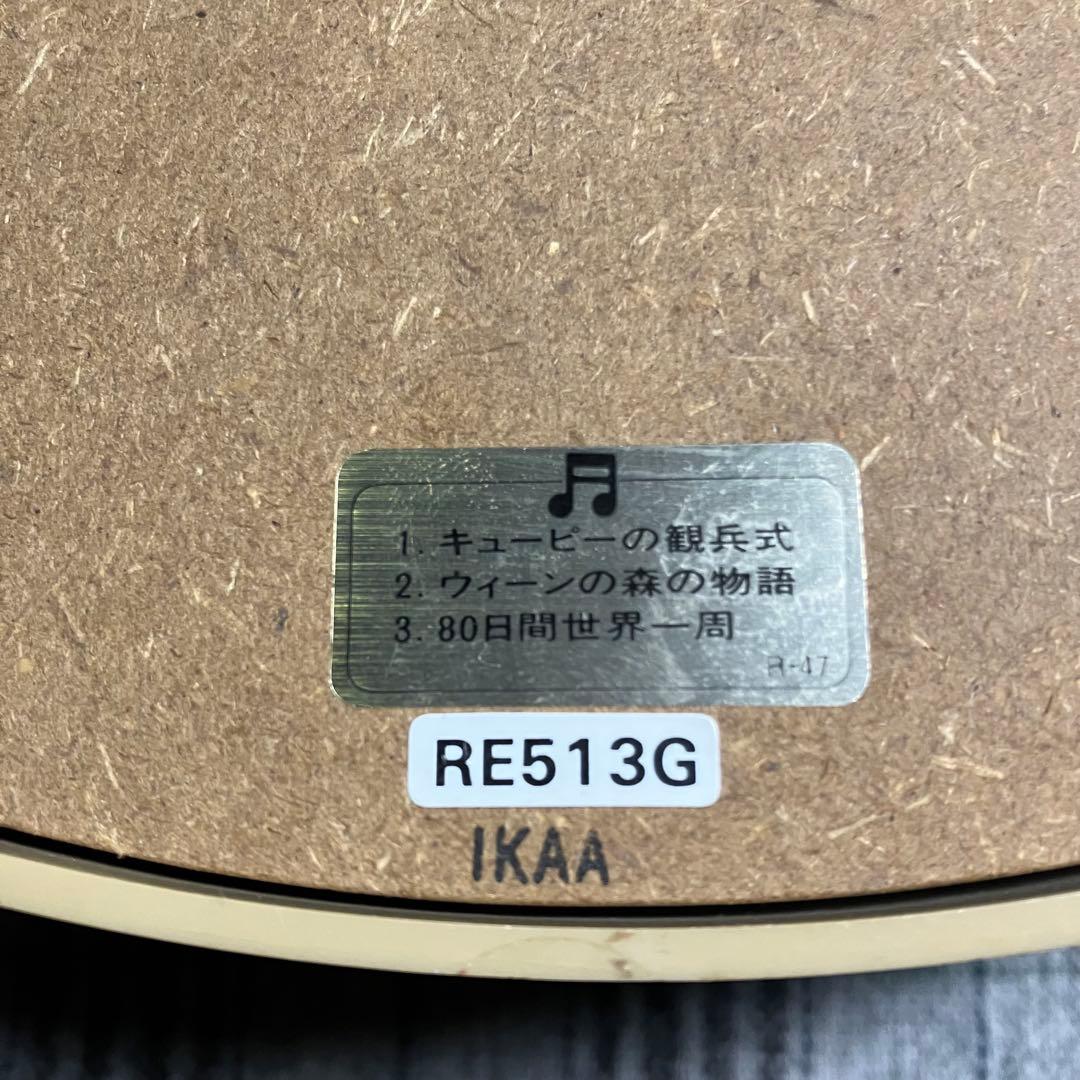 1. キューピーの観兵式
2. ウィーンの森の物語
3. 80日間世界一周
R-47
RE513G
IKAA